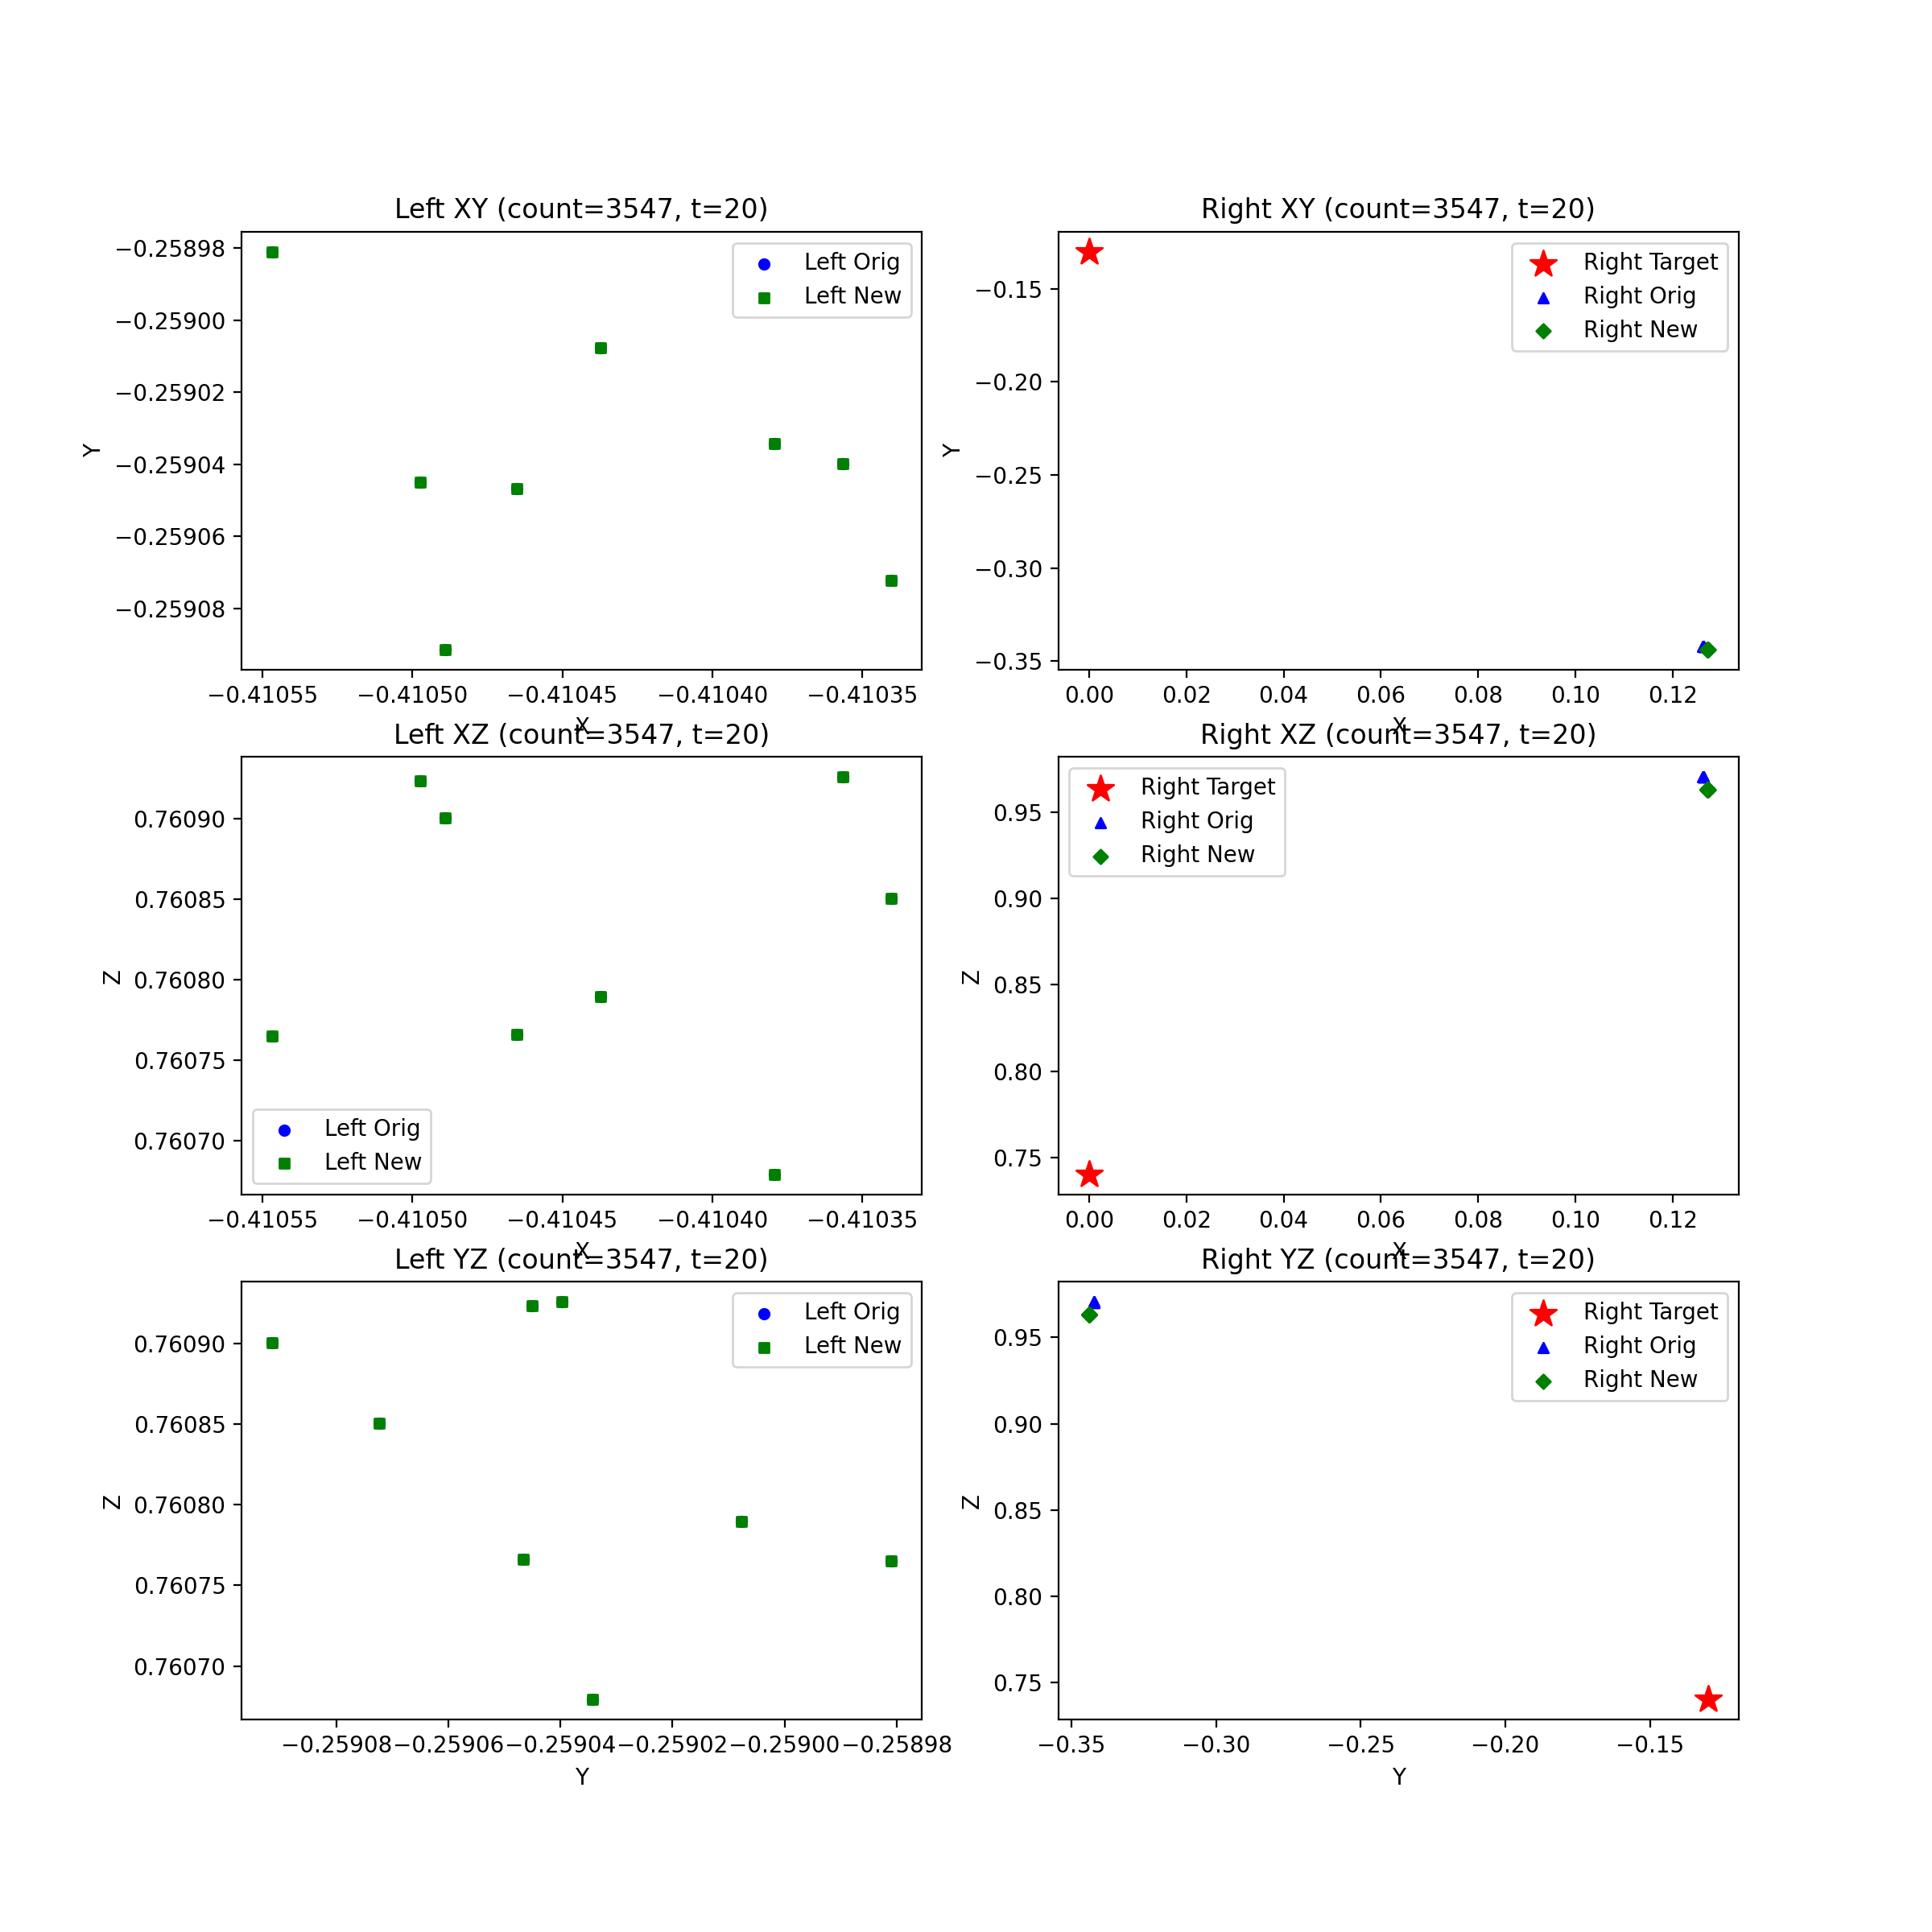 Left XY (count=3547, t=20)
Right XY (count=3547, t=20)
−0.25898
−0.25900
−0.25902
−0.25904
−0.25906
−0.25908
Y
Left Orig
Left New
−0.41055 −0.41050 −0.41045 −0.41040 −0.41035
X
−0.15
−0.20
−0.25
−0.30
−0.35
Y
Right Target
Right Orig
Right New
0.00 0.02 0.04 0.06 0.08 0.10 0.12
X
Left XZ (count=3547, t=20)
Right XZ (count=3547, t=20)
0.76090
0.76085
0.76080
0.76075
0.76070
Z
Left Orig
Left New
−0.41055 −0.41050 −0.41045 −0.41040 −0.41035
X
0.95
0.90
0.85
0.80
0.75
Z
Right Target
Right Orig
Right New
0.00 0.02 0.04 0.06 0.08 0.10 0.12
X
Left YZ (count=3547, t=20)
Right YZ (count=3547, t=20)
0.76090
0.76085
0.76080
0.76075
0.76070
Z
Left Orig
Left New
−0.25908 −0.25906 −0.25904 −0.25902 −0.25900 −0.25898
Y
0.95
0.90
0.85
0.80
0.75
Z
Right Target
Right Orig
Right New
−0.35 −0.30 −0.25 −0.20 −0.15
Y